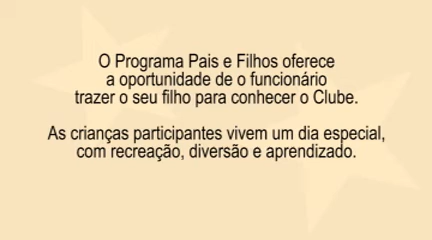 O Programa Pais e Filhos oferece
a oportunidade de o funcionário
trazer o seu filho para conhecer o Clube.
As crianças participantes vivem um dia especial,
com recreação, diversão e aprendizado.